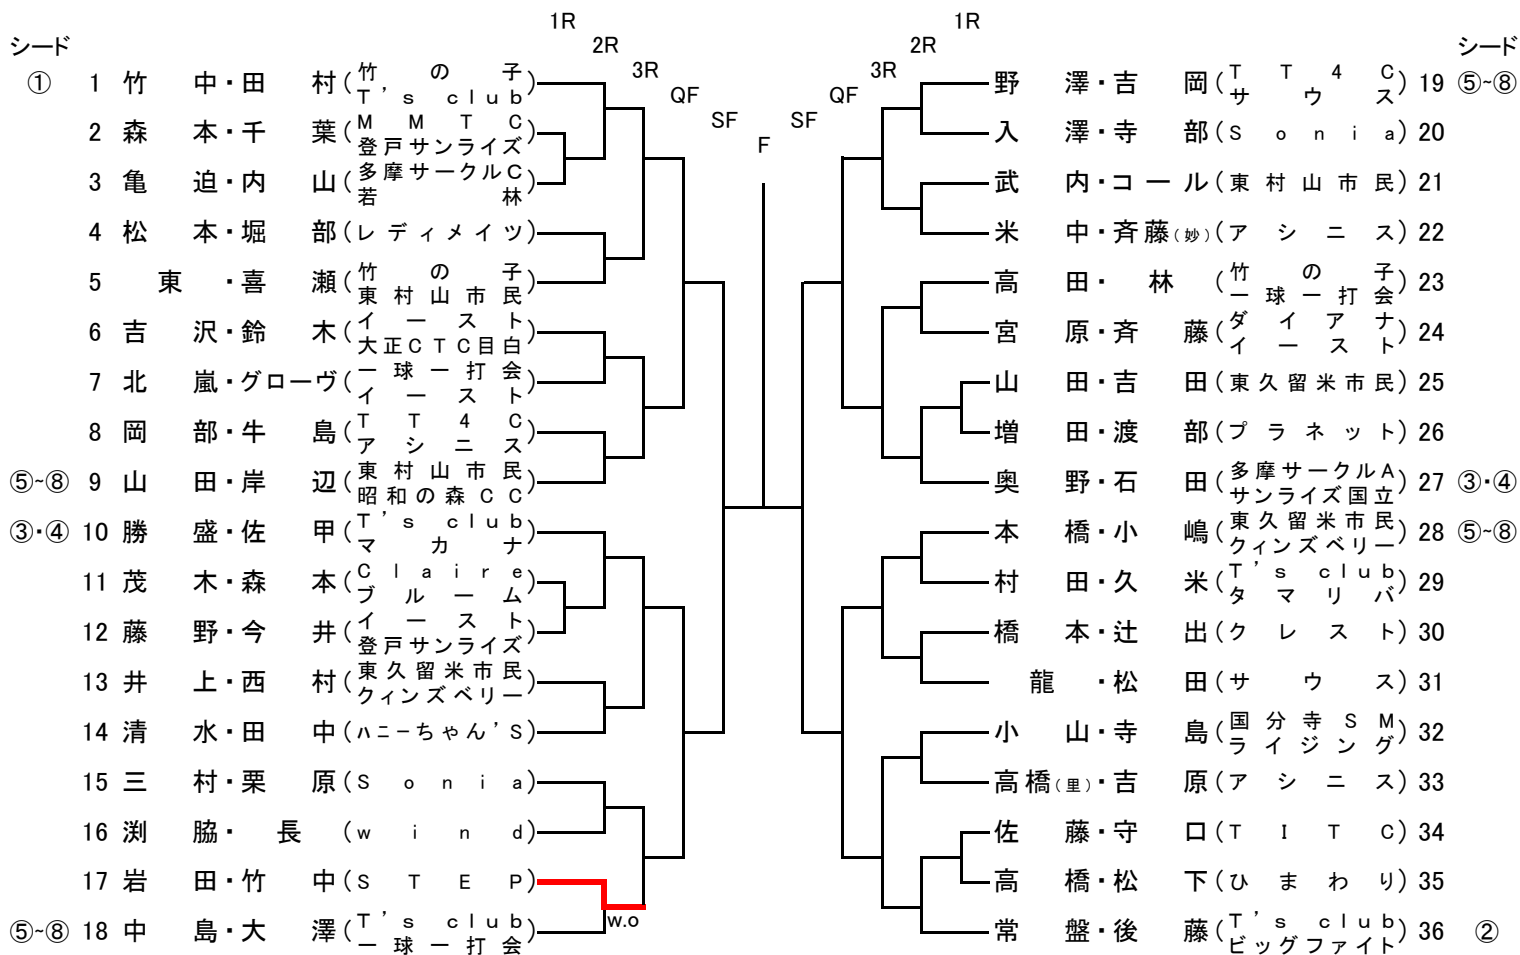 1R 1R
2R 2R
シード シード
3R 3R
QF QF
SF SF
F
① 1 竹中・田村(竹の子 T's club)
2 森本・千葉(MMTC 登戸サンライズ)
3 亀迫・内山(多摩サークルC 若林)
4 松本・堀部(レディメイツ)
5 東・喜瀬(竹の子 東村山市民)
6 吉沢・鈴木(イースト 大正CTC目白)
7 北嵐・グローヴ(一球一打会 イースト)
8 岡部・牛島(TT4C アシニス)
⑤~⑧ 9 山田・岸辺(東村山市民 昭和の森CC)
③・④ 10 勝盛・佐甲(T's club マカナ)
11 茂木・森本(Claire ブルーム)
12 藤野・今井(イースト 登戸サンライズ)
13 井上・西村(東久留米市民 クィンズベリー)
14 清水・田中(ハニーちゃん'S)
15 三村・栗原(Sonia)
16 渕脇・長(wind)
17 岩田・竹中(STEP)
w.o
⑤~⑧ 18 中島・大澤(T's club 一球一打会)
野澤・吉岡(TT4C サウス) 19 ⑤~⑧
入澤・寺部(Sonia) 20
武内・コール(東村山市民) 21
米中・斉藤(妙)(アシニス) 22
高田・林(竹の子 一球一打会) 23
宮原・斉藤(ダイアナ イースト) 24
山田・吉田(東久留米市民) 25
増田・渡部(プラネット) 26
奥野・石田(多摩サークルA サンライズ国立) 27 ③・④
本橋・小嶋(東久留米市民 クィンズベリー) 28 ⑤~⑧
村田・久米(T's club タマリバ) 29
橋本・辻出(クレスト) 30
龍・松田(サウス) 31
小山・寺島(国分寺SM ライジング) 32
高橋(里)・吉原(アシニス) 33
佐藤・守口(TITC) 34
高橋・松下(ひまわり) 35
常盤・後藤(T's club ビッグファイト) 36 ②